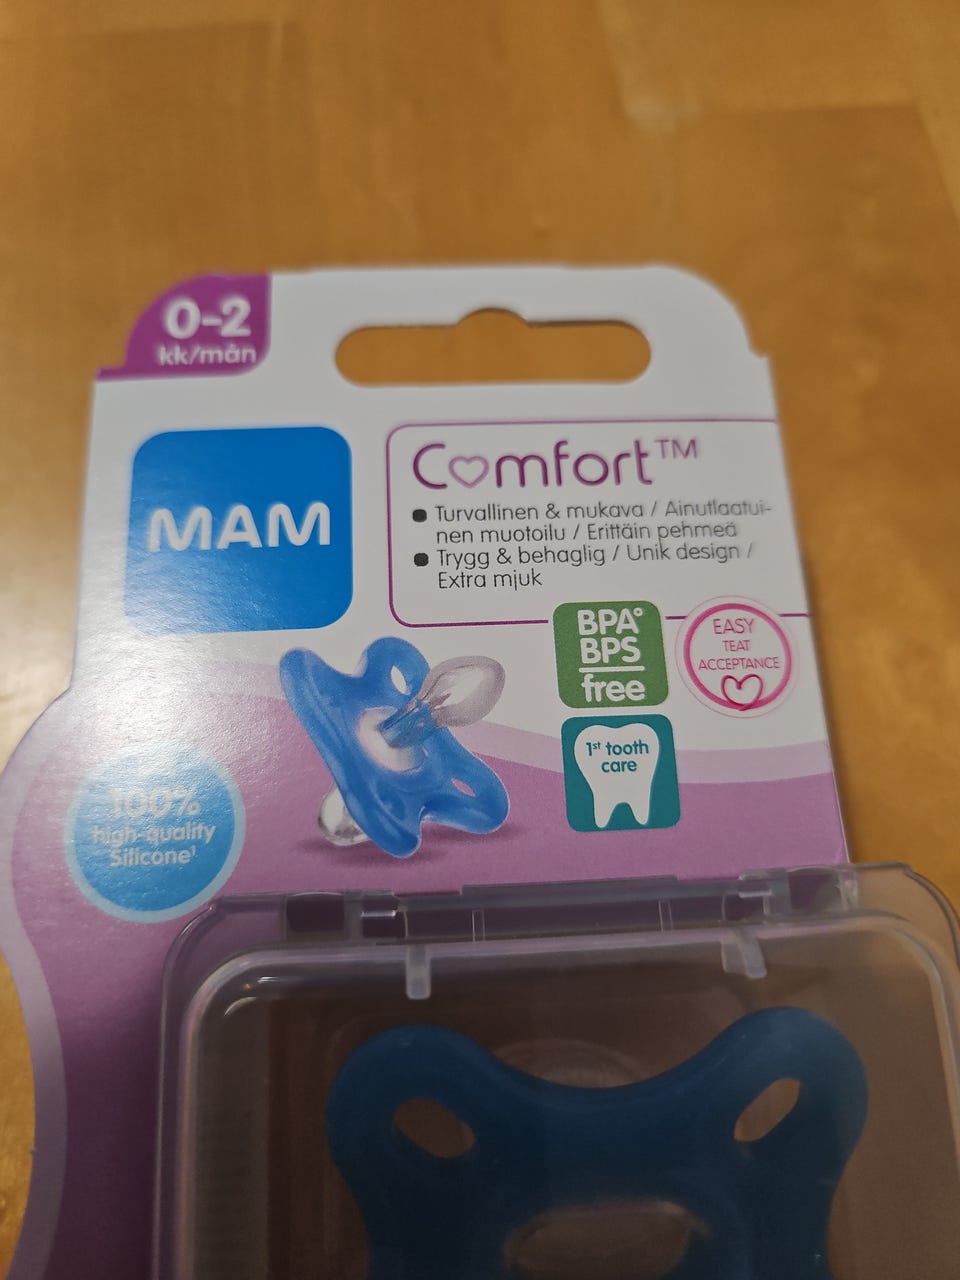 0-2
kk/mån
MAM
Comfort™
● Turvallinen & mukava / Ainutlaatui-
nen muotoilu / Erittäin pehmeä
● Trygg & behaglig / Unik design /
Extra mjuk
BPA°
BPS
free
EASY
TEAT
ACCEPTANCE
1st tooth
care
100%
high-quality
Silicone¹